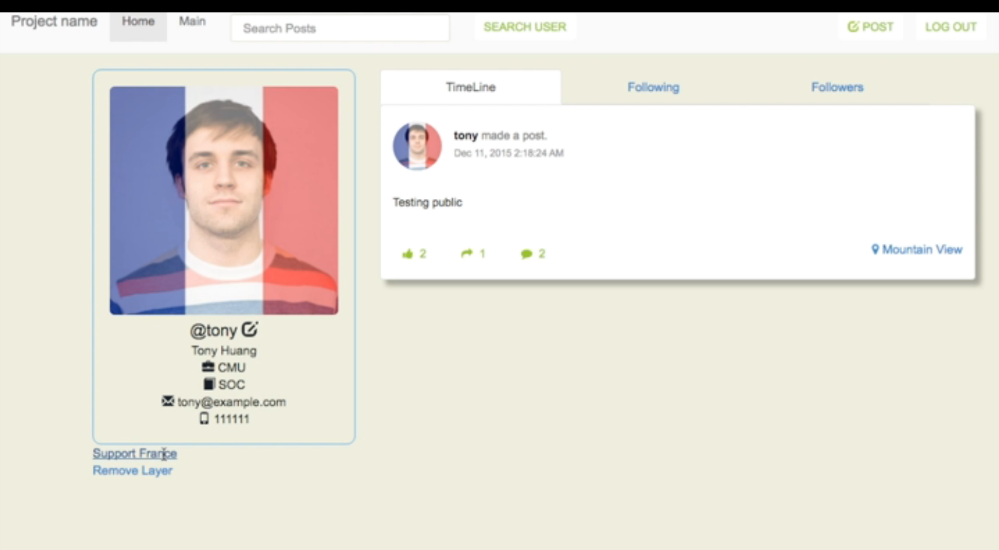 Project name Home Main Search Posts SEARCH USER POST LOG OUT
TimeLine Following Followers
tony made a post.
Dec 11, 2015 2:18:24 AM
Testing public
2 1 2
Mountain View
@tony
Tony Huang
CMU
SOC
tony@example.com
111111
Support France
Remove Layer